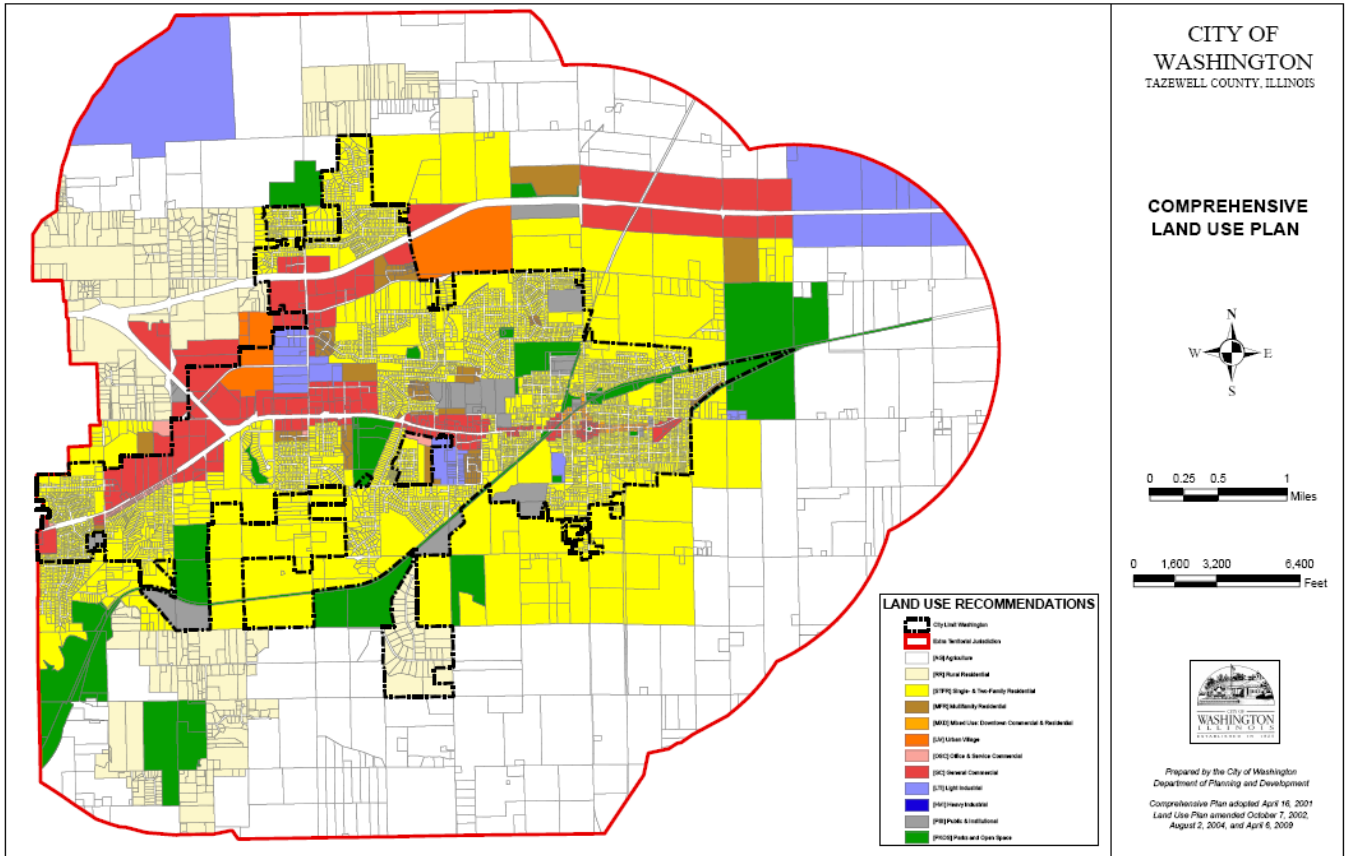 CITY OF
WASHINGTON
TAZEWELL COUNTY, ILLINOIS
COMPREHENSIVE
LAND USE PLAN
N
W E
S
0 0.25 0.5 1
Miles
0 1,600 3,200 6,400
Feet
LAND USE RECOMMENDATIONS
City Limit Washington
Extra Territorial Jurisdiction
[AG] Agriculture
[RR] Rural Residential
[STFR] Single- & Two-Family Residential
[MFR] Multifamily Residential
[MXD] Mixed Use: Downtown Commercial & Residential
[UV] Urban Village
[OSC] Office & Service Commercial
[GC] General Commercial
[LTI] Light Industrial
[HVI] Heavy Industrial
[PIB] Public & Institutional
[PKOS] Parks and Open Space
CITY OF
WASHINGTON
ILLINOIS
Prepared by the City of Washington
Department of Planning and Development
Comprehensive Plan adopted April 16, 2001
Land Use Plan amended October 7, 2002,
August 2, 2004, and April 6, 2009